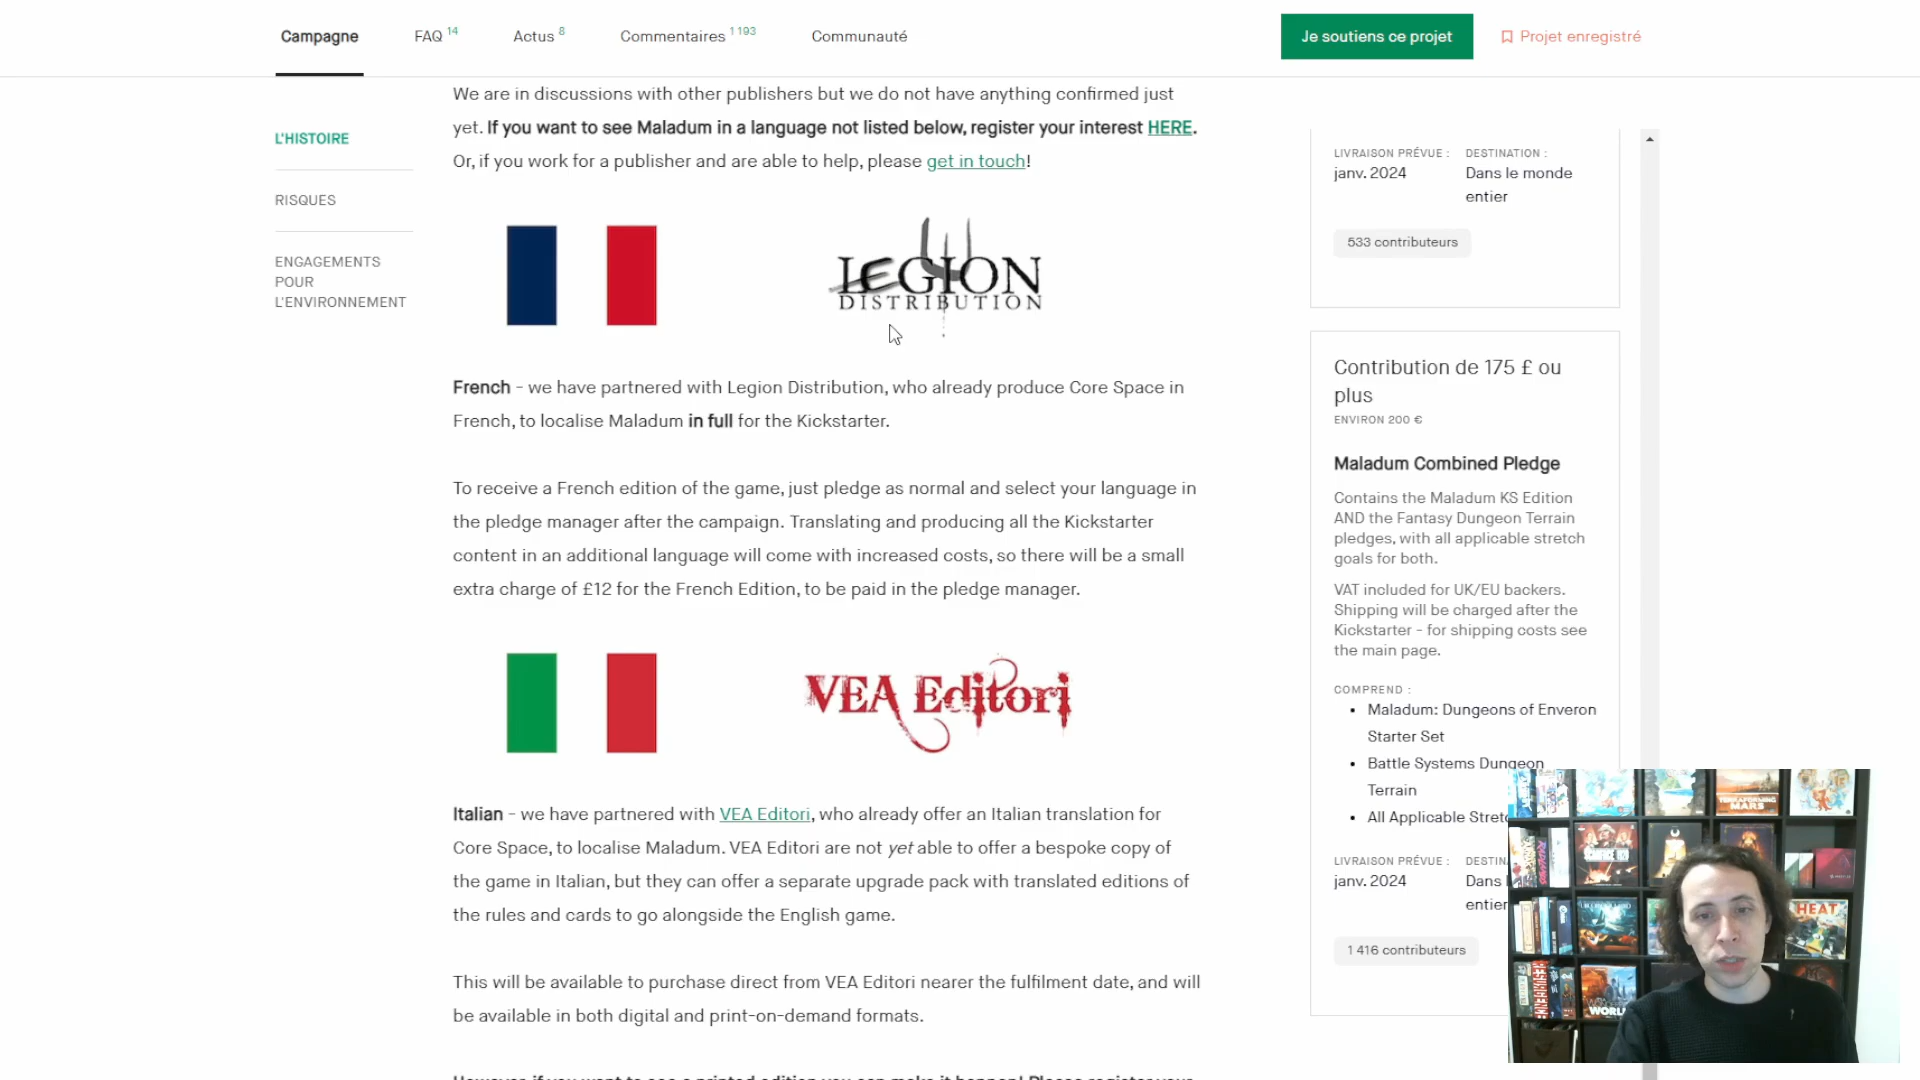 Campagne
FAQ 14
Actus 8
Commentaires 1 193
Communauté
Je soutiens ce projet
Projet enregistré
L'HISTOIRE
RISQUES
ENGAGEMENTS
POUR
L'ENVIRONNEMENT
We are in discussions with other publishers but we do not have anything confirmed just
yet. If you want to see Maladum in a language not listed below, register your interest HERE.
Or, if you work for a publisher and are able to help, please get in touch!
LEGION
DISTRIBUTION
French - we have partnered with Legion Distribution, who already produce Core Space in
French, to localise Maladum in full for the Kickstarter.
To receive a French edition of the game, just pledge as normal and select your language in
the pledge manager after the campaign. Translating and producing all the Kickstarter
content in an additional language will come with increased costs, so there will be a small
extra charge of £12 for the French Edition, to be paid in the pledge manager.
VEA Editori
Italian - we have partnered with VEA Editori, who already offer an Italian translation for
Core Space, to localise Maladum. VEA Editori are not yet able to offer a bespoke copy of
the game in Italian, but they can offer a separate upgrade pack with translated editions of
the rules and cards to go alongside the English game.
This will be available to purchase direct from VEA Editori nearer the fulfilment date, and will
be available in both digital and print-on-demand formats.
LIVRAISON PRÉVUE :
janv. 2024
DESTINATION :
Dans le monde
entier
533 contributeurs
Contribution de 175 £ ou
plus
ENVIRON 200 €
Maladum Combined Pledge
Contains the Maladum KS Edition
AND the Fantasy Dungeon Terrain
pledges, with all applicable stretch
goals for both.
VAT included for UK/EU backers.
Shipping will be charged after the
Kickstarter - for shipping costs see
the main page.
COMPREND :
• Maladum: Dungeons of Enveron
Starter Set
• Battle Systems Dungeon
Terrain
• All Applicable Stretc
LIVRAISON PRÉVUE :
janv. 2024
DESTIN
Dans l
entier
1 416 contributeurs
TERRAFORMING
MARS
HEAT
WORL